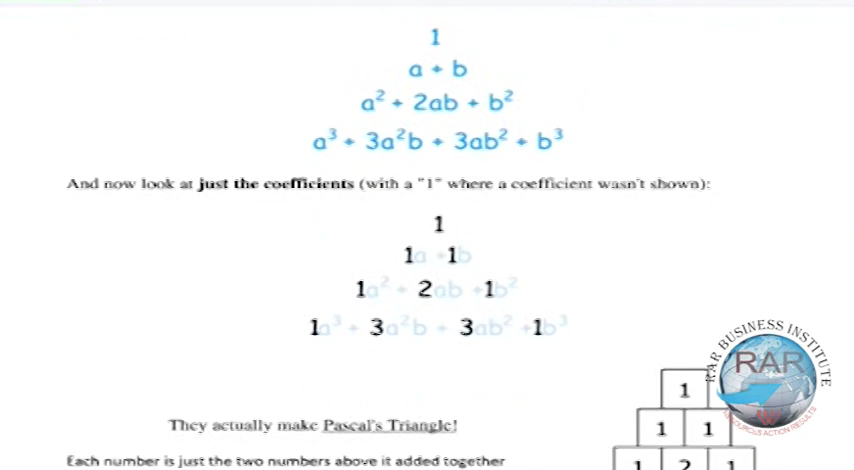 1
a + b
a² + 2ab + b²
a³ + 3a²b + 3ab² + b³
And now look at just the coefficients (with a "1" where a coefficient wasn't shown):
1
1a + 1b
1a² + 2ab + 1b²
1a³ + 3a²b + 3ab² + 1b³
RAR BUSINESS INSTITUTE
RAR
ACTION RESULTS
1
They actually make Pascal's Triangle!
1 1
Each number is just the two numbers above it added together
1 2 1